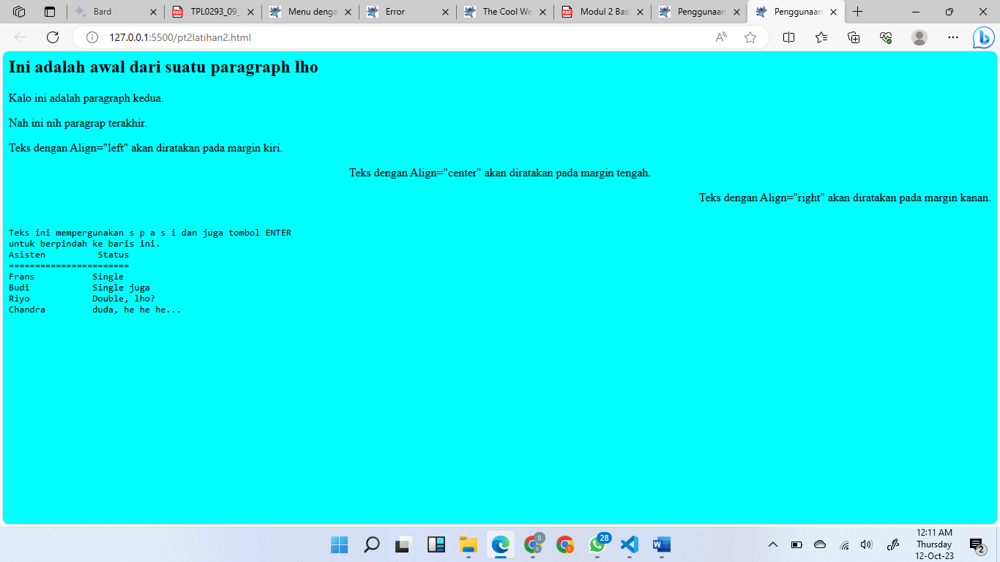 Bard
TPL0293_09_
Menu denga
Error
The Cool We
Modul 2 Basi
Penggunaan
Penggunaan
127.0.0.1:5500/pt2latihan2.html
Ini adalah awal dari suatu paragraph lho
Kalo ini adalah paragraph kedua.
Nah ini nih paragrap terakhir.
Teks dengan Align="left" akan diratakan pada margin kiri.
Teks dengan Align="center" akan diratakan pada margin tengah.
Teks dengan Align="right" akan diratakan pada margin kanan.
Teks ini mempergunakan s p a s i dan juga tombol ENTER
untuk berpindah ke baris ini.
Asisten          Status
=======================
Frans           Single
Budi            Single juga
Riyo            Double, lho?
Chandra         duda, he he he...
28
12:11 AM
Thursday
12-Oct-23
2